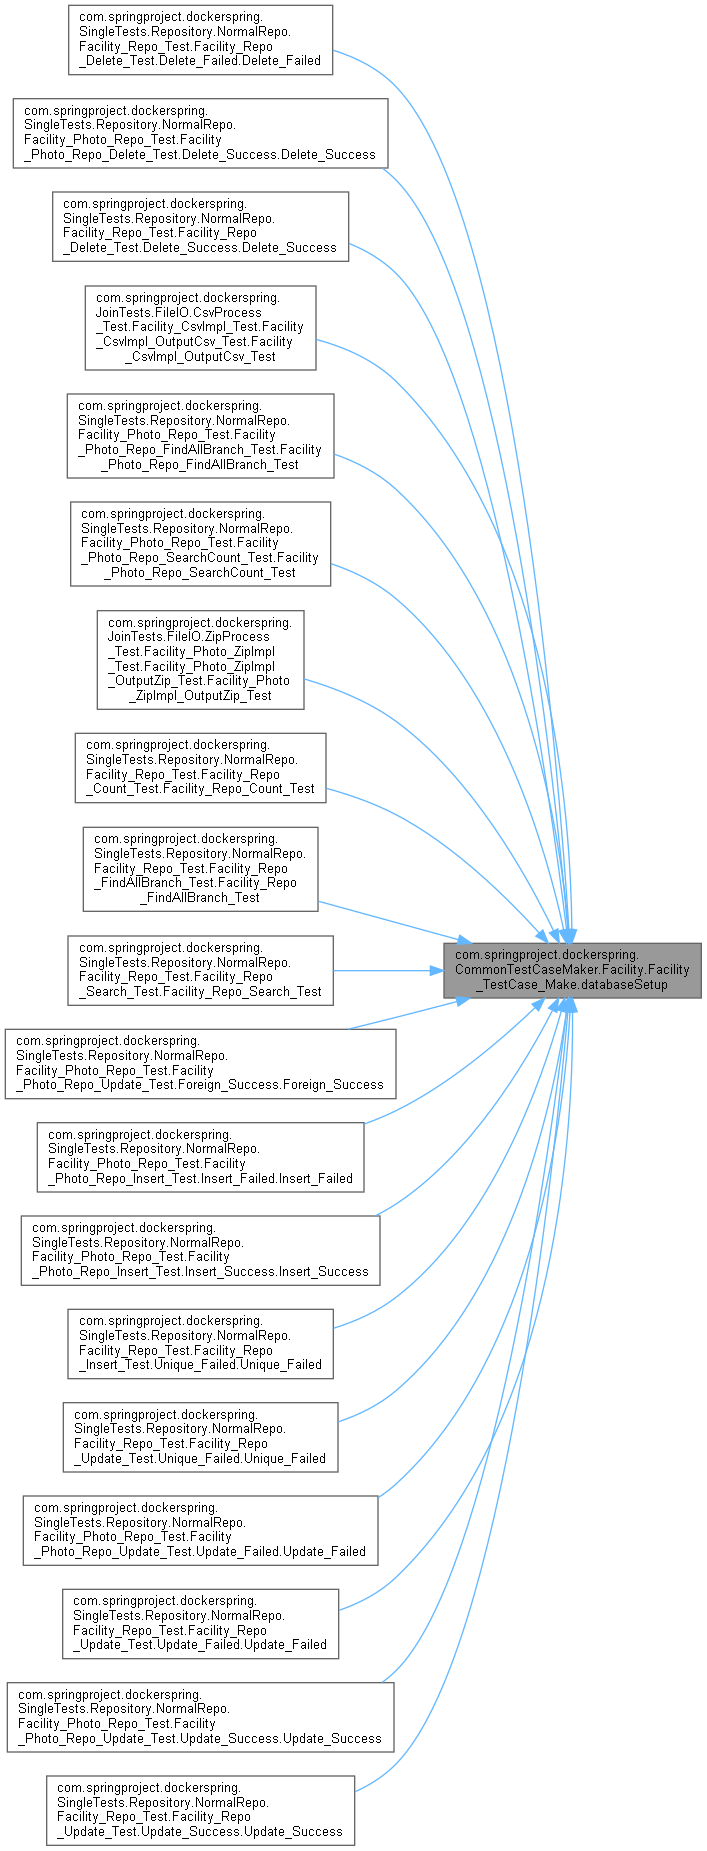 com.springproject.dockerspring.
SingleTests.Repository.NormalRepo.
Facility_Repo_Test.Facility_Repo
_Delete_Test.Delete_Failed.Delete_Failed
com.springproject.dockerspring.
SingleTests.Repository.NormalRepo.
Facility_Photo_Repo_Test.Facility
_Photo_Repo_Delete_Test.Delete_Success.Delete_Success
com.springproject.dockerspring.
SingleTests.Repository.NormalRepo.
Facility_Repo_Test.Facility_Repo
_Delete_Test.Delete_Success.Delete_Success
com.springproject.dockerspring.
JoinTests.FileIO.CsvProcess
_Test.Facility_CsvImpl_Test.Facility
_CsvImpl_OutputCsv_Test.Facility
_CsvImpl_OutputCsv_Test
com.springproject.dockerspring.
SingleTests.Repository.NormalRepo.
Facility_Photo_Repo_Test.Facility
_Photo_Repo_FindAllBranch_Test.Facility
_Photo_Repo_FindAllBranch_Test
com.springproject.dockerspring.
SingleTests.Repository.NormalRepo.
Facility_Photo_Repo_Test.Facility
_Photo_Repo_SearchCount_Test.Facility
_Photo_Repo_SearchCount_Test
com.springproject.dockerspring.
JoinTests.FileIO.ZipProcess
_Test.Facility_Photo_ZipImpl
_Test.Facility_Photo_ZipImpl
_OutputZip_Test.Facility_Photo
_ZipImpl_OutputZip_Test
com.springproject.dockerspring.
SingleTests.Repository.NormalRepo.
Facility_Repo_Test.Facility_Repo
_Count_Test.Facility_Repo_Count_Test
com.springproject.dockerspring.
SingleTests.Repository.NormalRepo.
Facility_Repo_Test.Facility_Repo
_FindAllBranch_Test.Facility_Repo
_FindAllBranch_Test
com.springproject.dockerspring.
SingleTests.Repository.NormalRepo.
Facility_Repo_Test.Facility_Repo
_Search_Test.Facility_Repo_Search_Test
com.springproject.dockerspring.
CommonTestCaseMaker.Facility.Facility
_TestCase_Make.databaseSetup
com.springproject.dockerspring.
SingleTests.Repository.NormalRepo.
Facility_Photo_Repo_Test.Facility
_Photo_Repo_Update_Test.Foreign_Success.Foreign_Success
com.springproject.dockerspring.
SingleTests.Repository.NormalRepo.
Facility_Photo_Repo_Test.Facility
_Photo_Repo_Insert_Test.Insert_Failed.Insert_Failed
com.springproject.dockerspring.
SingleTests.Repository.NormalRepo.
Facility_Photo_Repo_Test.Facility
_Photo_Repo_Insert_Test.Insert_Success.Insert_Success
com.springproject.dockerspring.
SingleTests.Repository.NormalRepo.
Facility_Repo_Test.Facility_Repo
_Insert_Test.Unique_Failed.Unique_Failed
com.springproject.dockerspring.
SingleTests.Repository.NormalRepo.
Facility_Repo_Test.Facility_Repo
_Update_Test.Unique_Failed.Unique_Failed
com.springproject.dockerspring.
SingleTests.Repository.NormalRepo.
Facility_Photo_Repo_Test.Facility
_Photo_Repo_Update_Test.Update_Failed.Update_Failed
com.springproject.dockerspring.
SingleTests.Repository.NormalRepo.
Facility_Repo_Test.Facility_Repo
_Update_Test.Update_Failed.Update_Failed
com.springproject.dockerspring.
SingleTests.Repository.NormalRepo.
Facility_Photo_Repo_Test.Facility
_Photo_Repo_Update_Test.Update_Success.Update_Success
com.springproject.dockerspring.
SingleTests.Repository.NormalRepo.
Facility_Repo_Test.Facility_Repo
_Update_Test.Update_Success.Update_Success